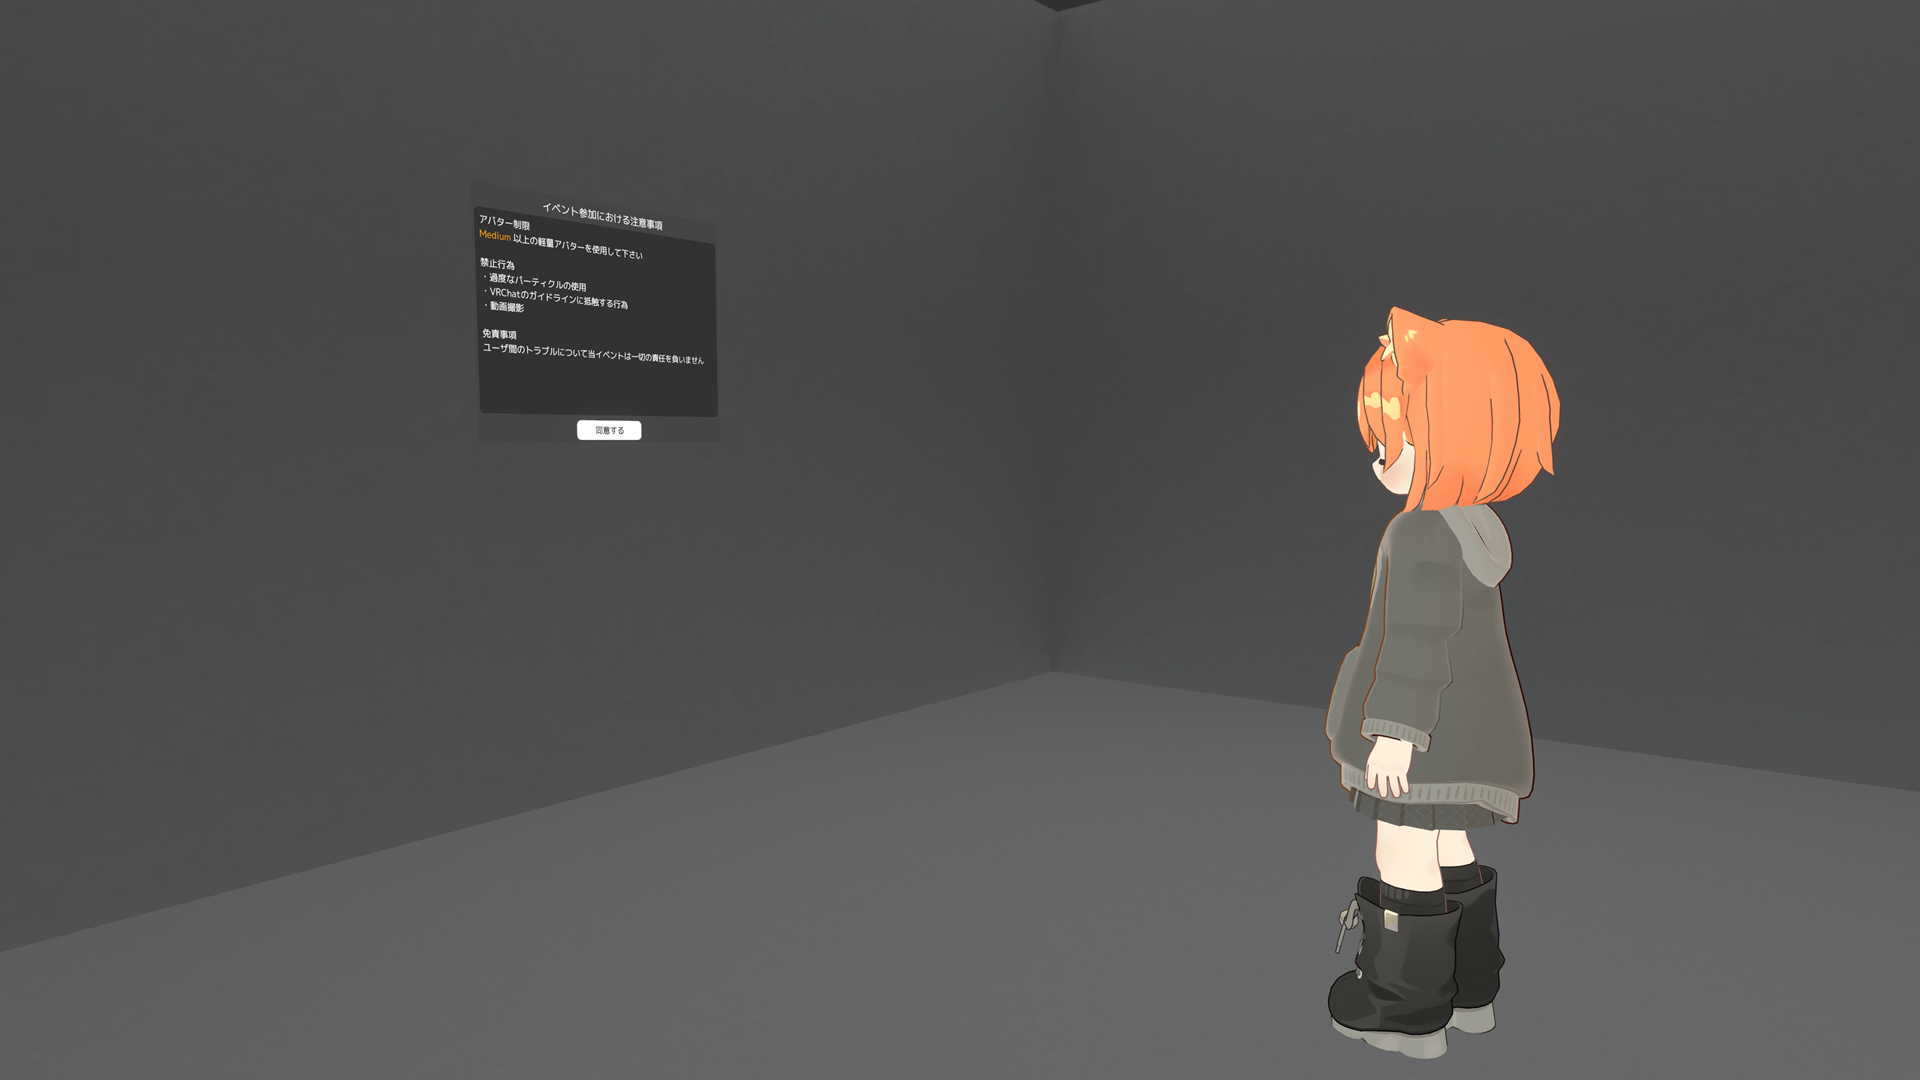 イベント参加における注意事項
アバター制限
Medium 以上の軽量アバターを使用して下さい
禁止行為
・過度なパーティクルの使用
・VRChatのガイドラインに抵触する行為
・動画撮影
免責事項
ユーザ間のトラブルについて当イベントは一切の責任を負いません
同意する